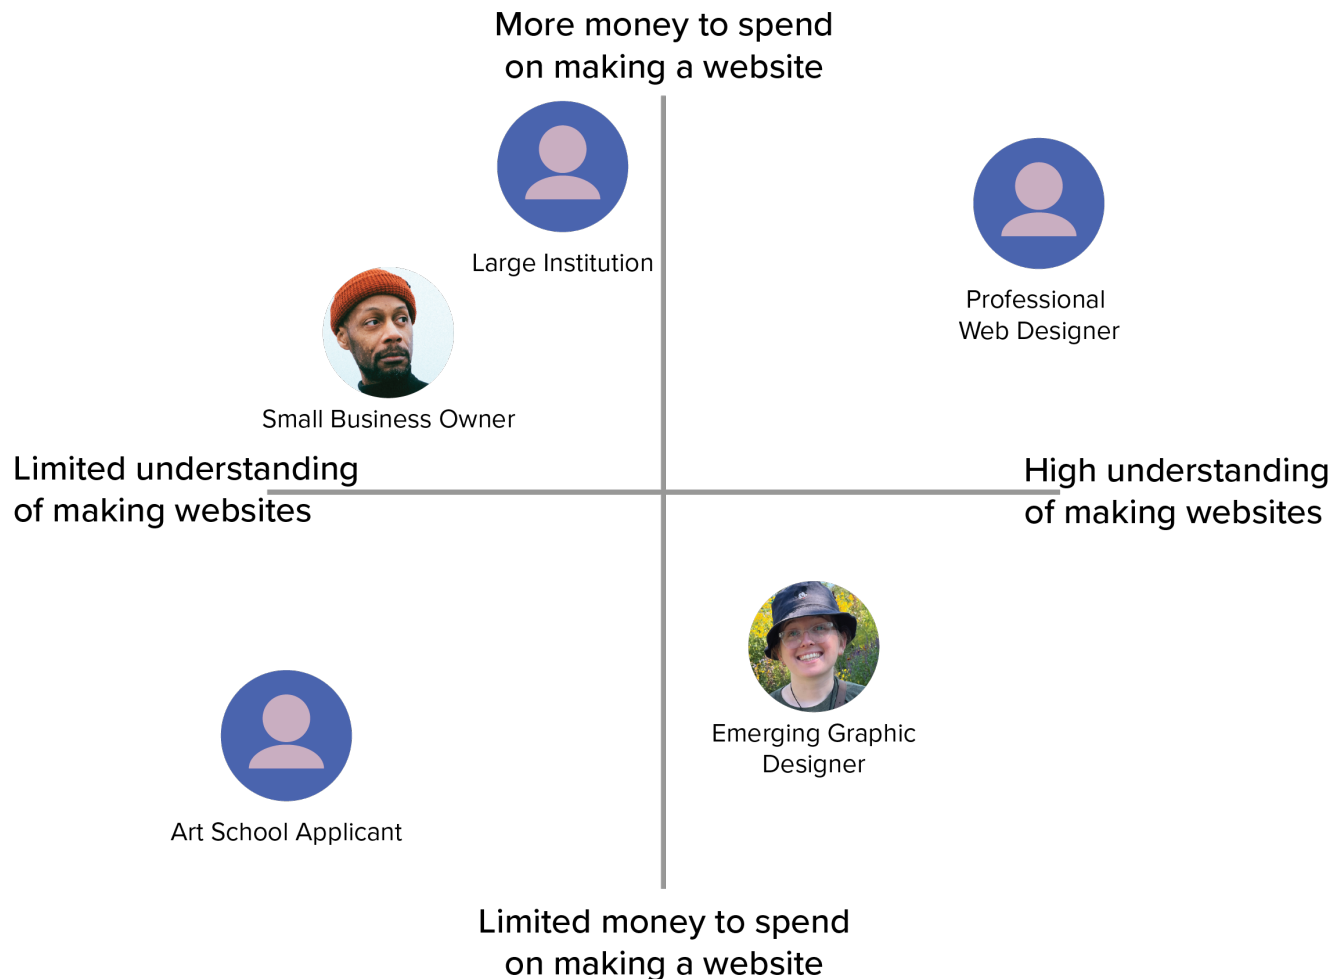 More money to spend
on making a website
Large Institution
Professional
Web Designer
Small Business Owner
Limited understanding
of making websites
High understanding
of making websites
Emerging Graphic
Designer
Art School Applicant
Limited money to spend
on making a website